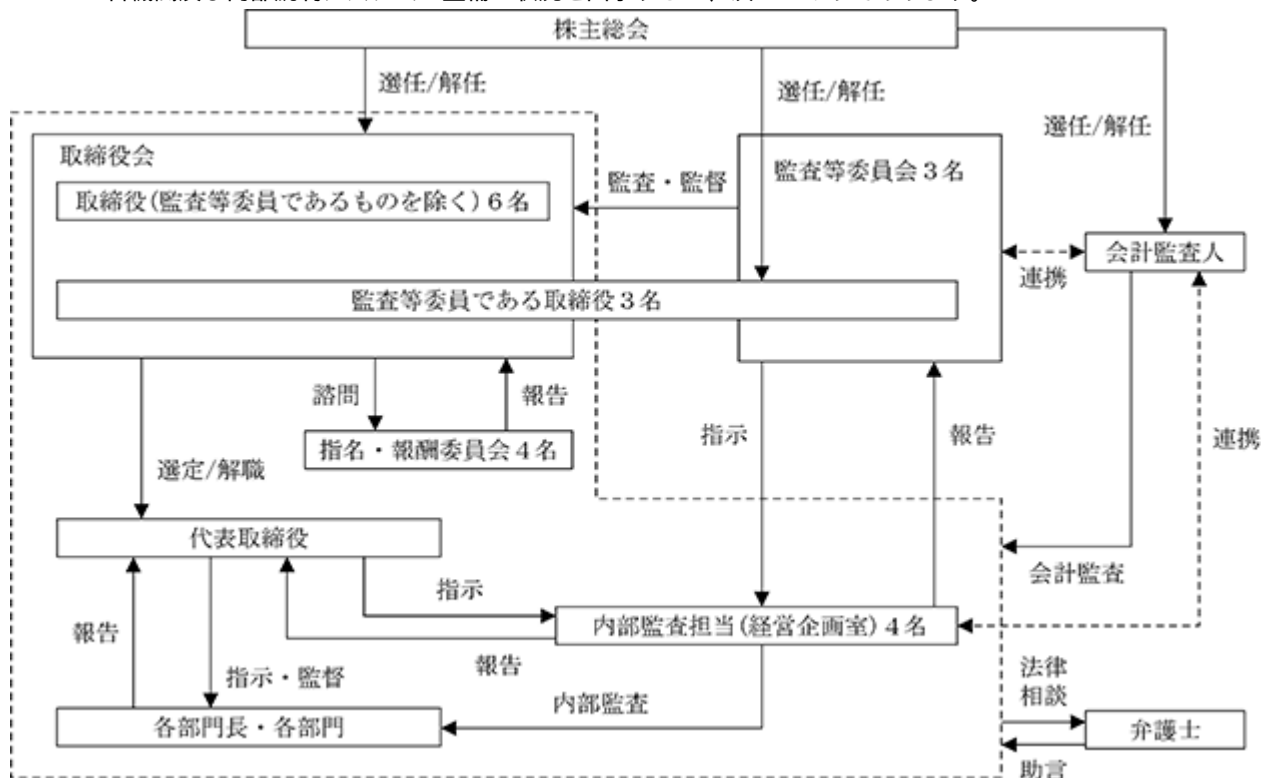 株主総会
選任/解任
選任/解任
選任/解任
取締役会
監査等委員会3名
監査・監督
取締役(監査等委員であるものを除く)6名
会計監査人
連携
監査等委員である取締役3名
諮問
報告
指示
報告
連携
指名・報酬委員会4名
選定/解職
代表取締役
会計監査
指示
内部監査担当(経営企画室)4名
報告
報告
法律
相談
指示・監督
内部監査
各部門長・各部門
弁護士
助言